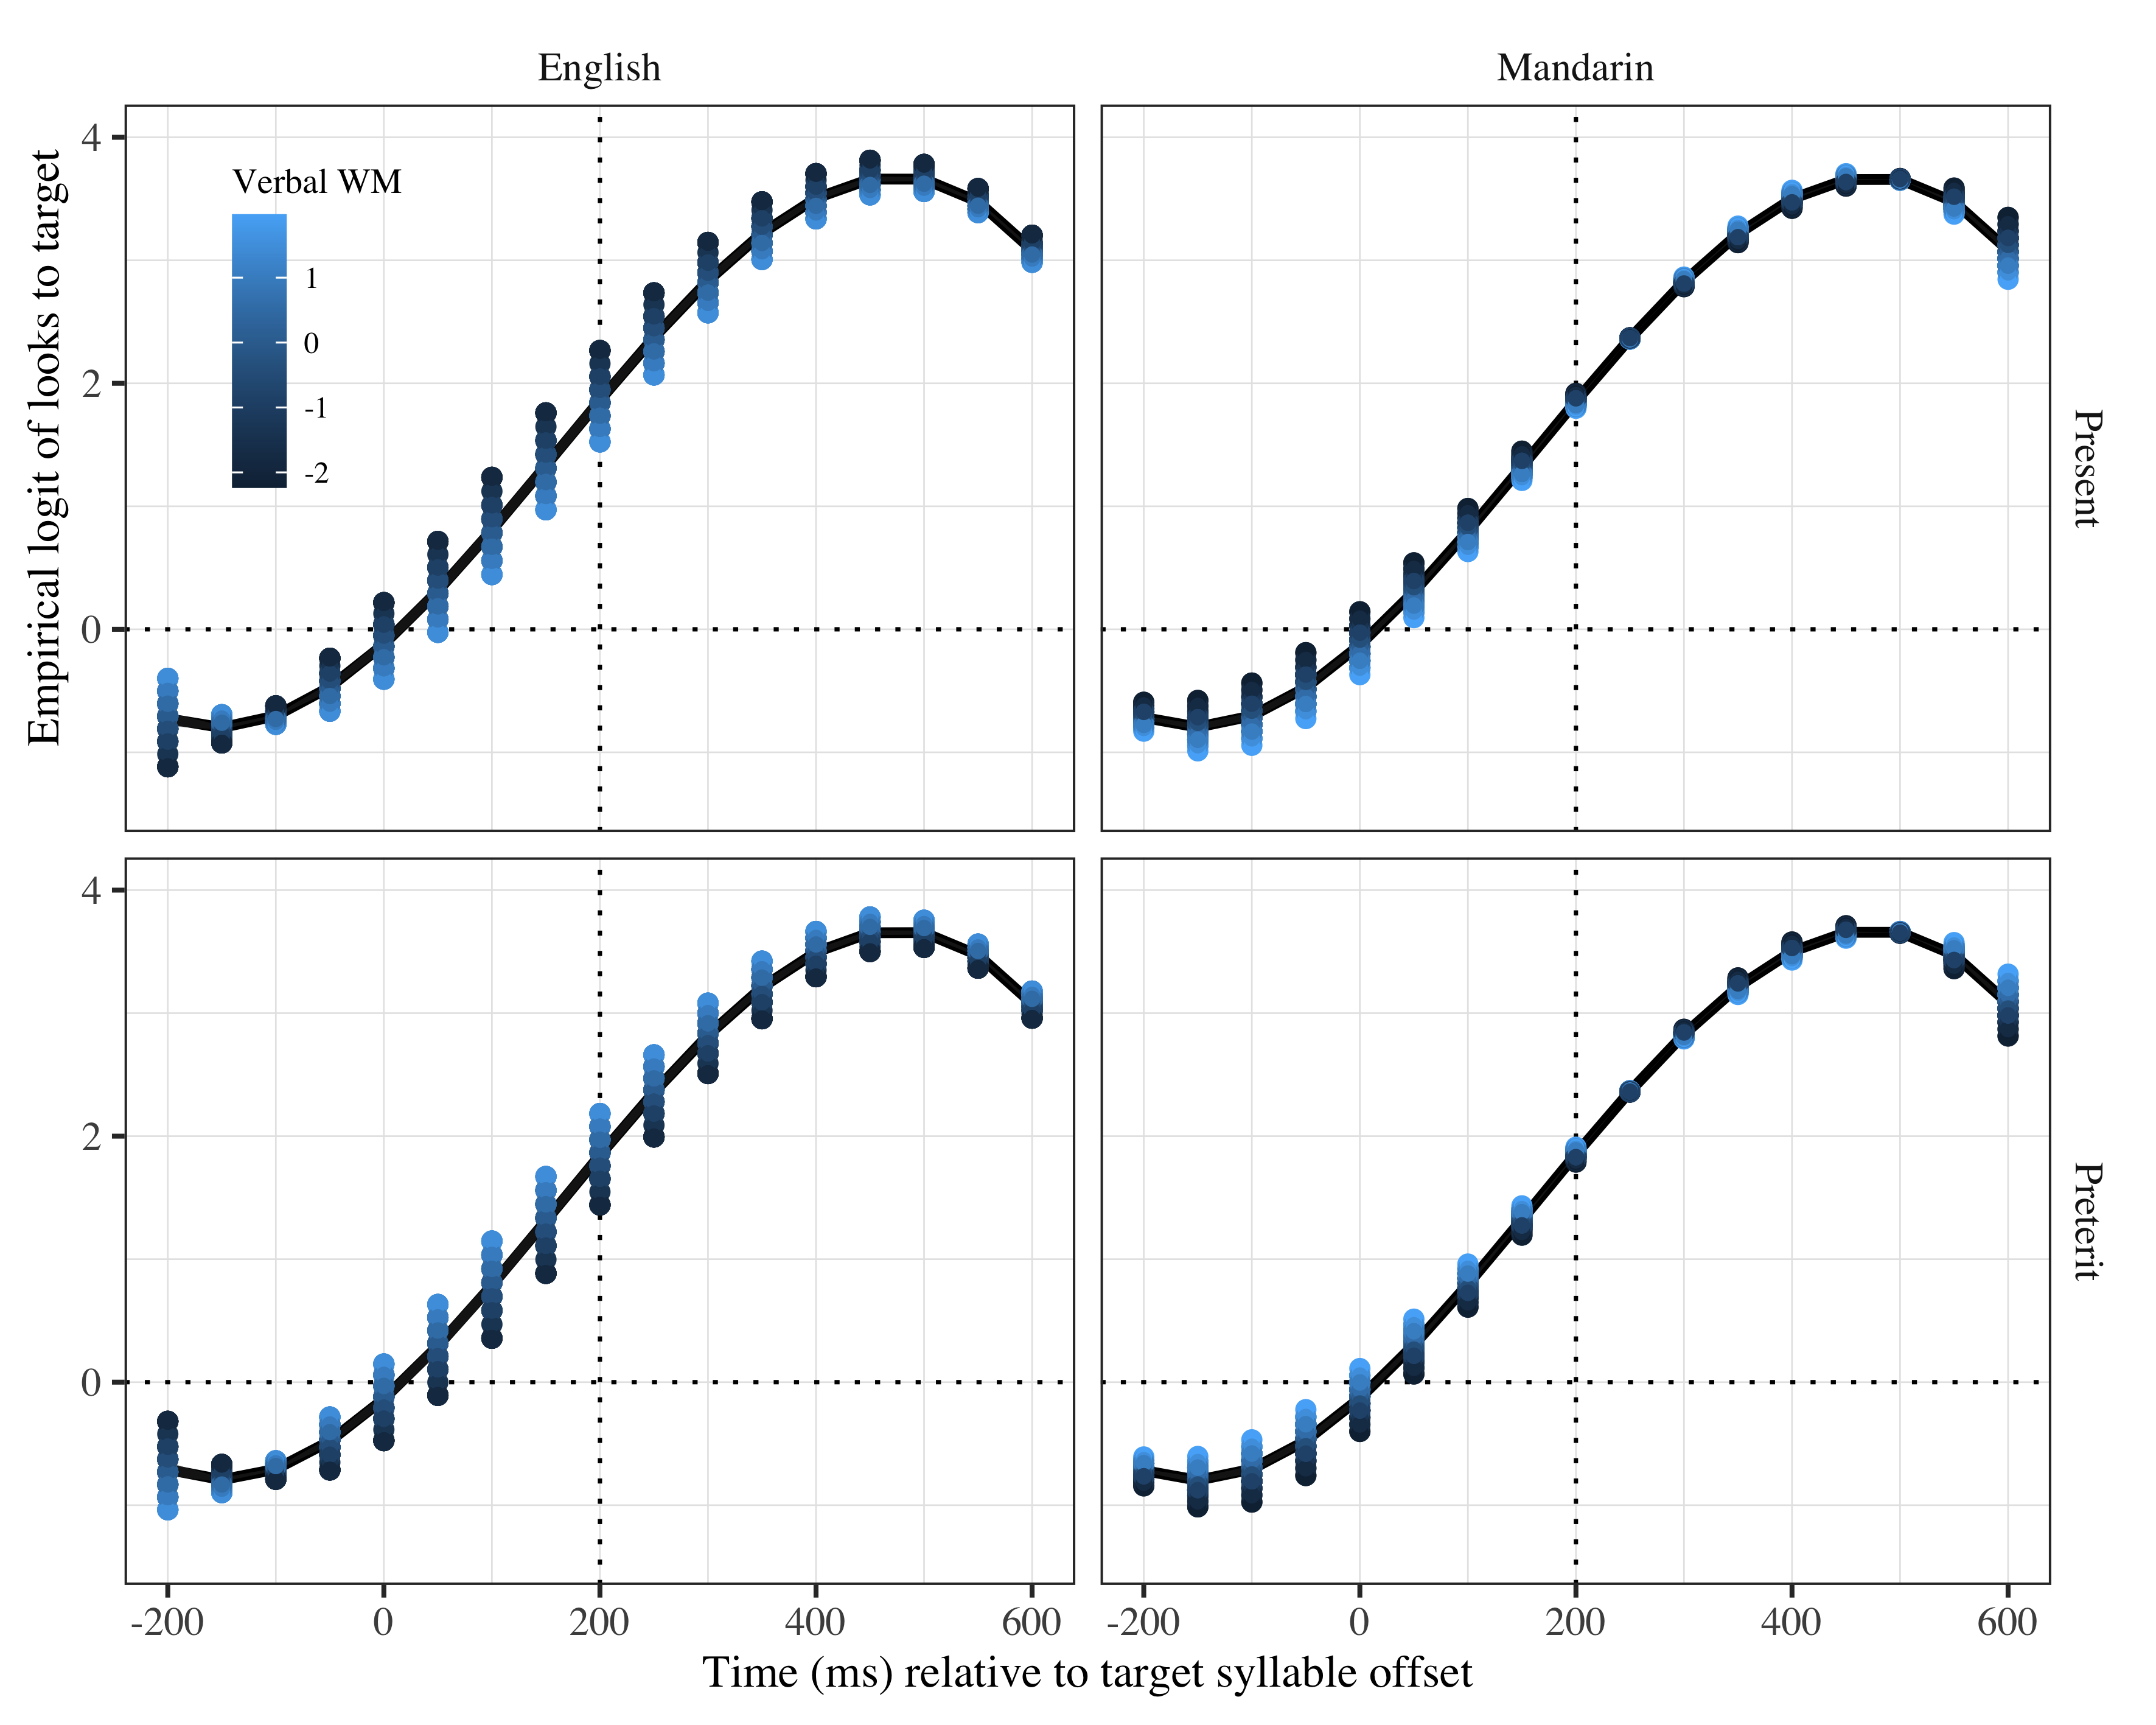 English
Mandarin
Empirical logit of looks to target
4
2
0
Verbal WM
1
0
-1
-2
Present
4
2
0
Preterit
-200 0 200 400 600
-200 0 200 400 600
Time (ms) relative to target syllable offset